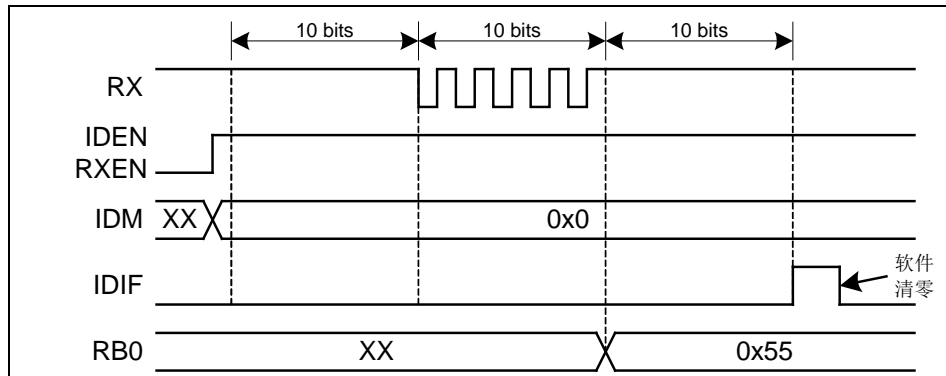 10 bits 10 bits 10 bits
RX
IDEN
RXEN
IDM XX 0x0
IDIF 软件
清零
RB0 XX 0x55